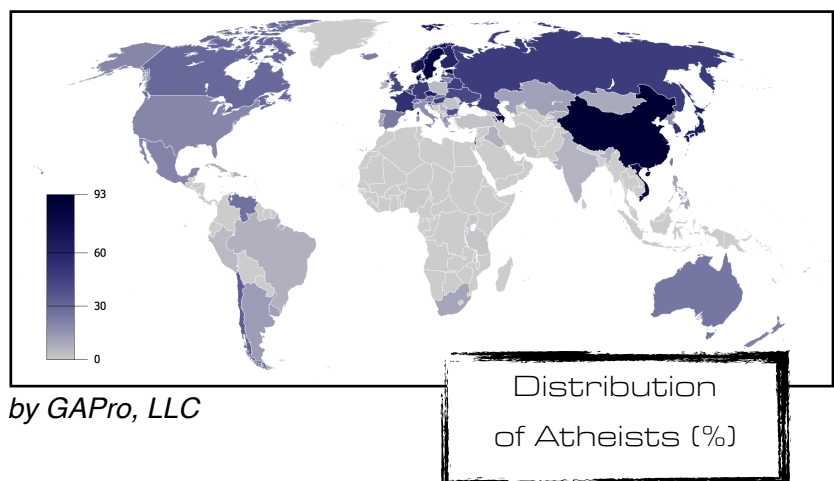 93
60
30
0
by GAPro, LLC
Distribution
of Atheists (%)